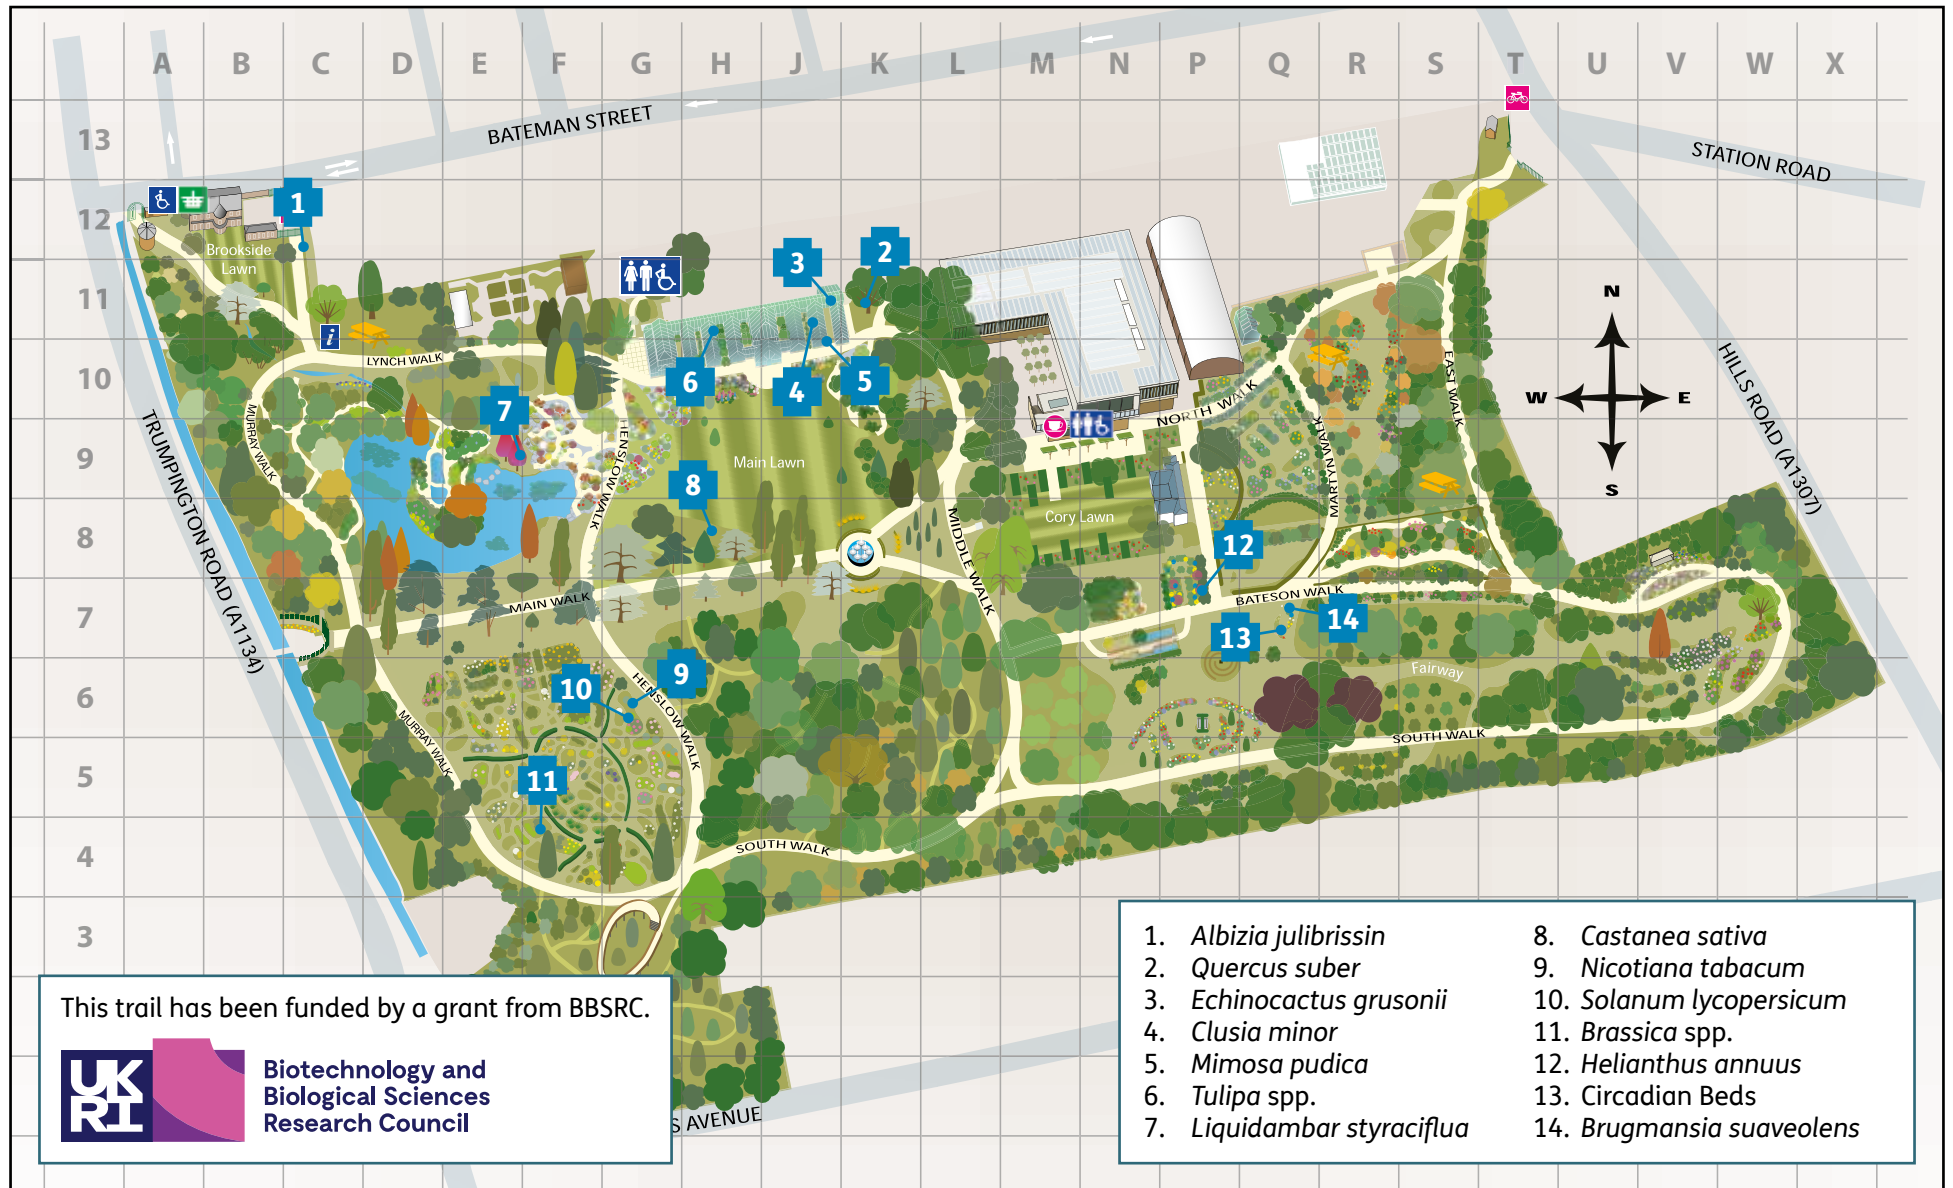 A B C D E F G H J K L M N P Q R S T U V W X
13
12
11
10
9
8
7
6
5
4
3
BATEMAN STREET
STATION ROAD
HILLS ROAD (A1307)
TRUMPINGTON ROAD (A1134)
S AVENUE
Brookside
Lawn
LYNCH WALK
MURRAY WALK
HENSLOW WALK
Main Lawn
MAIN WALK
MIDDLE WALK
NORTH WALK
Cory Lawn
MARTYN WALK
EAST WALK
BATESON WALK
Fairway
SOUTH WALK
MURRAY WALK
HENSLOW WALK
SOUTH WALK
N
W E
S
i
1
2
3
4
5
6
7
8
9
10
11
12
13
14
This trail has been funded by a grant from BBSRC.
UK
RI
Biotechnology and
Biological Sciences
Research Council
1. Albizia julibrissin
2. Quercus suber
3. Echinocactus grusonii
4. Clusia minor
5. Mimosa pudica
6. Tulipa spp.
7. Liquidambar styraciflua
8. Castanea sativa
9. Nicotiana tabacum
10. Solanum lycopersicum
11. Brassica spp.
12. Helianthus annuus
13. Circadian Beds
14. Brugmansia suaveolens